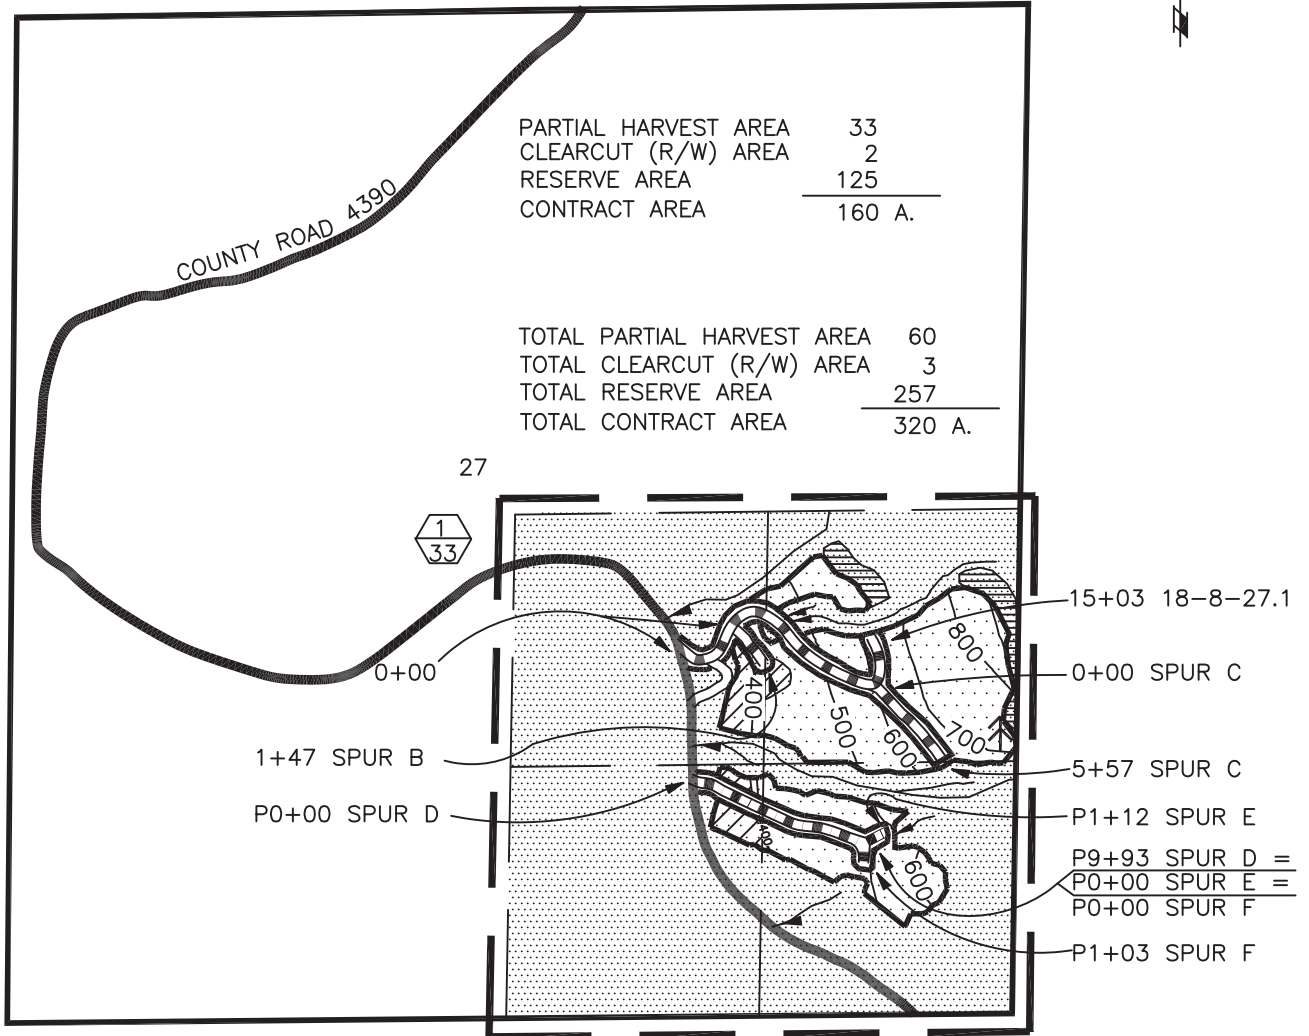 PARTIAL HARVEST AREA 33
CLEARCUT (R/W) AREA 2
RESERVE AREA 125
CONTRACT AREA 160 A.
COUNTY ROAD 4390
TOTAL PARTIAL HARVEST AREA 60
TOTAL CLEARCUT (R/W) AREA 3
TOTAL RESERVE AREA 257
TOTAL CONTRACT AREA 320 A.
27
1
33
15+03 18-8-27.1
800
0+00
0+00 SPUR C
400
500
600
700
1+47 SPUR B
5+57 SPUR C
P0+00 SPUR D
P1+12 SPUR E
400
600
P9+93 SPUR D =
P0+00 SPUR E =
P0+00 SPUR F
P1+03 SPUR F